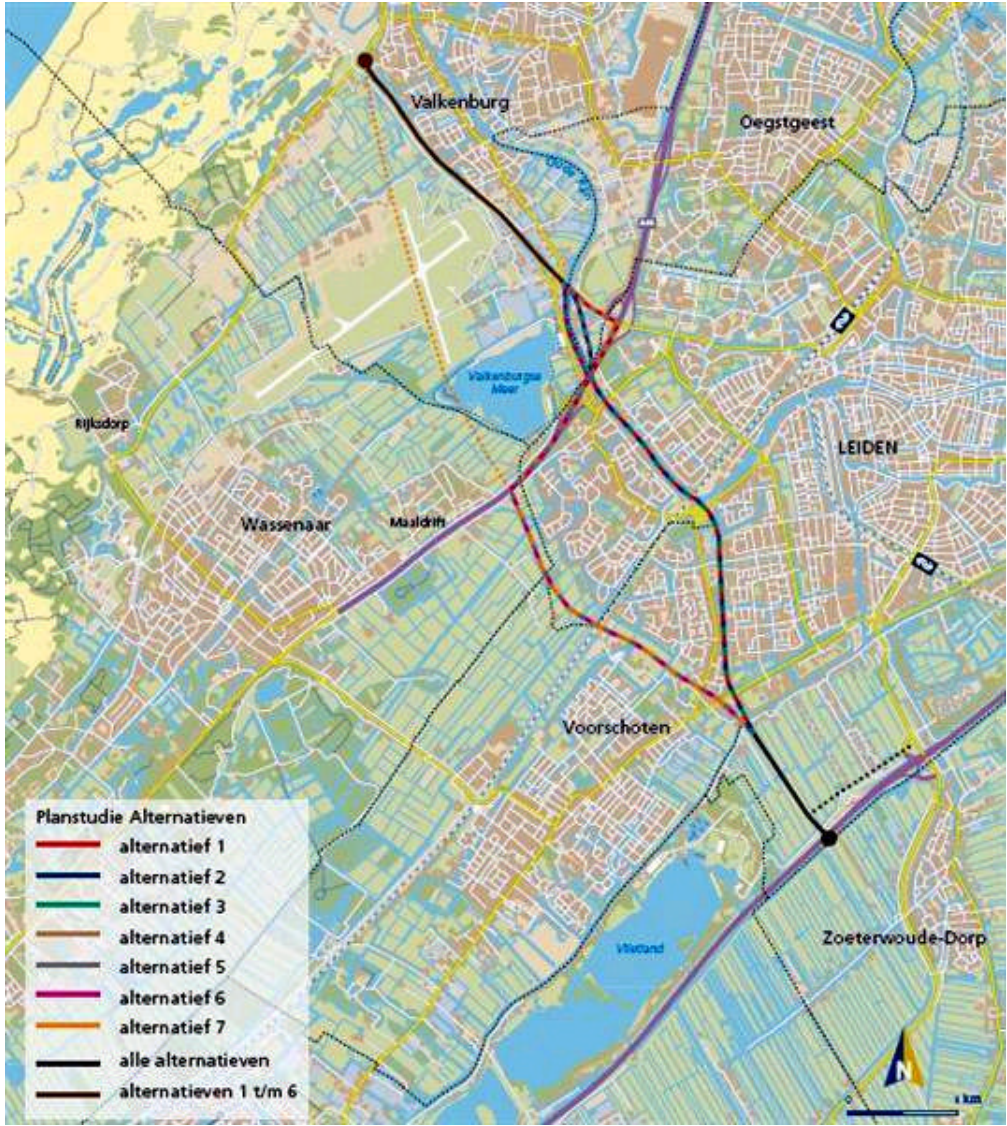 Valkenburg
Oegstgeest
Oude Rijn
A44
Valkenburgse
Meer
Rijksdorp
LEIDEN
Wassenaar
Maaldrift
Voorschoten
Vlietland
Zoeterwoude-Dorp
Planstudie Alternatieven
alternatief 1
alternatief 2
alternatief 3
alternatief 4
alternatief 5
alternatief 6
alternatief 7
alle alternatieven
alternatieven 1 t/m 6
N
0 1 km